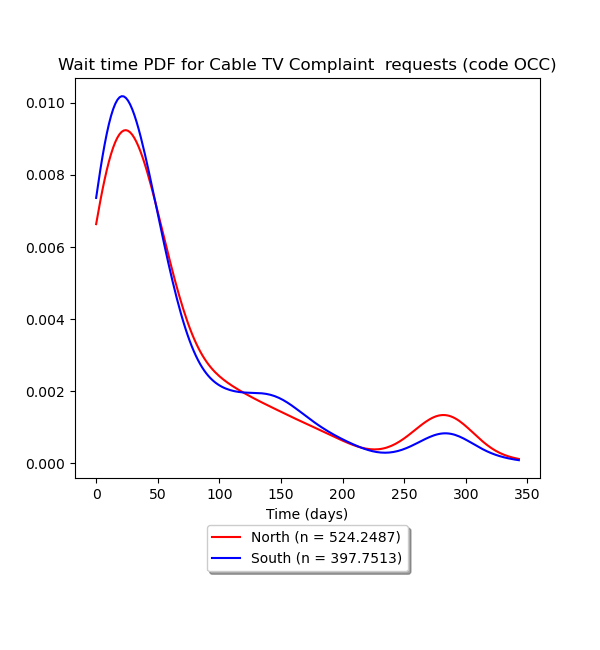 Wait time PDF for Cable TV Complaint  requests (code OCC)
0.010
0.008
0.006
0.004
0.002
0.000
0 50 100 150 200 250 300 350
Time (days)
North (n = 524.2487)
South (n = 397.7513)